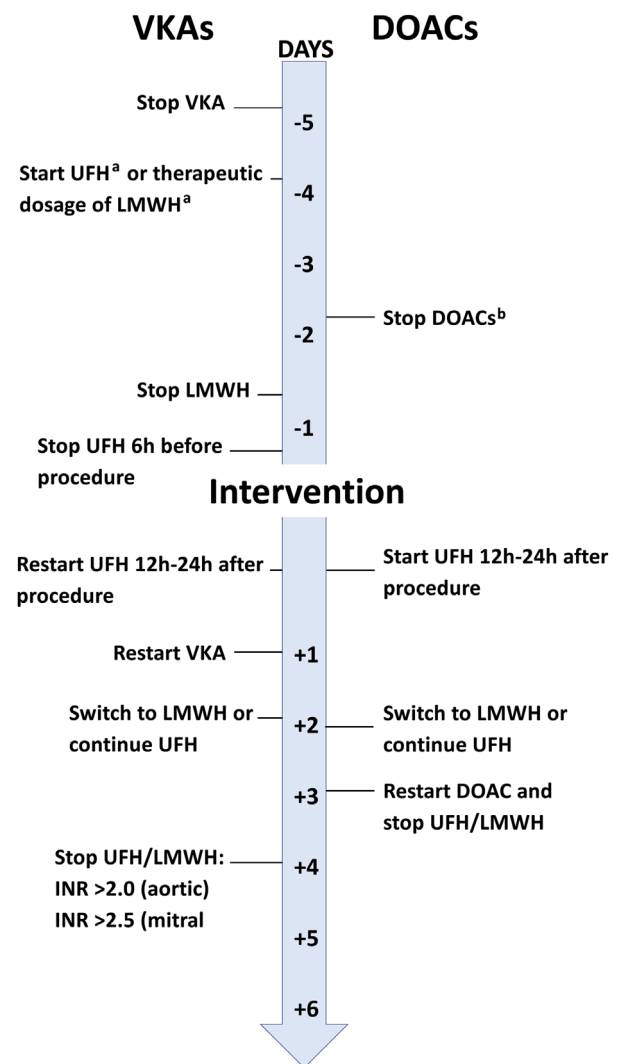 VKAs
DOACs
DAYS
Stop VKA
-5
Start UFHᵃ or therapeutic
dosage of LMWHᵃ
-4
-3
Stop DOACsᵇ
-2
Stop LMWH
-1
Stop UFH 6h before
procedure
Intervention
Restart UFH 12h-24h after
procedure
Start UFH 12h-24h after
procedure
Restart VKA
+1
Switch to LMWH or
continue UFH
+2
Switch to LMWH or
continue UFH
+3
Restart DOAC and
stop UFH/LMWH
Stop UFH/LMWH:
INR >2.0 (aortic)
INR >2.5 (mitral
+4
+5
+6